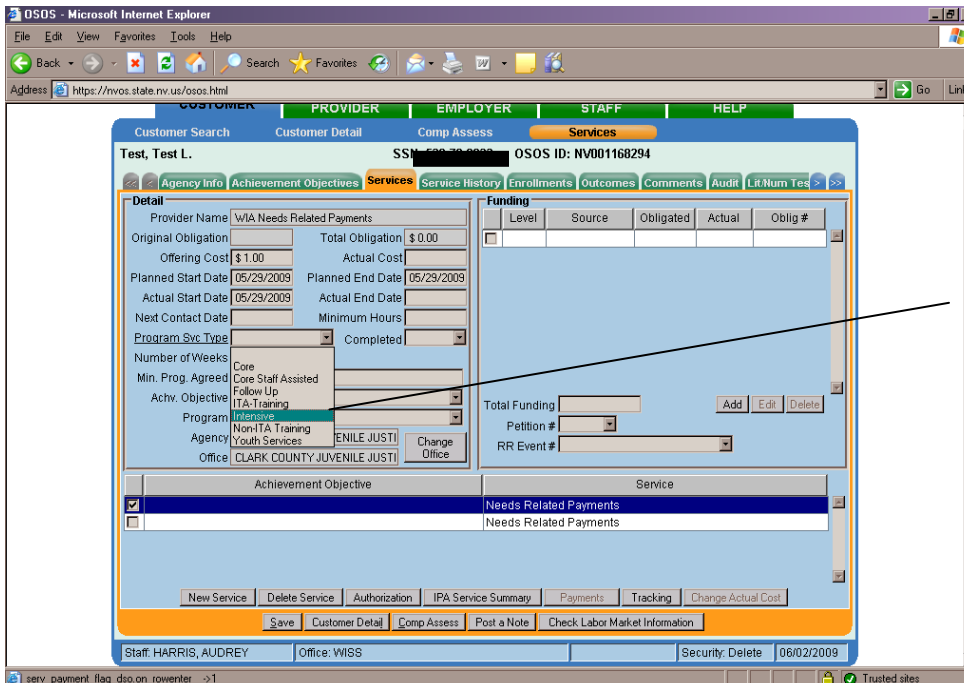 OSOS - Microsoft Internet Explorer
File Edit View Favorites Tools Help
Back Search Favorites
Address https://nvos.state.nv.us/osos.html Go
CUSTOMER PROVIDER EMPLOYER STAFF HELP
Customer Search Customer Detail Comp Assess Services
Test, Test L. SSN OSOS ID: NV001168294
Agency Info Achievement Objectives Services Service History Enrollments Outcomes Comments Audit Lit/Num Tes
Detail Funding
Provider Name WIA Needs Related Payments Level Source Obligated Actual Oblig #
Original Obligation Total Obligation $ 0.00
Offering Cost $ 1.00 Actual Cost
Planned Start Date 05/29/2009 Planned End Date 05/29/2009
Actual Start Date 05/29/2009 Actual End Date
Next Contact Date Minimum Hours
Program Svc Type Completed
Number of Weeks
Core
Min. Prog. Agreed Core Staff Assisted
Follow Up
Achv. Objective ITA-Training Total Funding Add Edit Delete
Program Intensive Petition #
Non-ITA Training
Agency Youth Services VENILE JUSTI Change Office RR Event #
Office CLARK COUNTY JUVENILE JUSTI
Achievement Objective Service
Needs Related Payments
Needs Related Payments
New Service Delete Service Authorization IPA Service Summary Payments Tracking Change Actual Cost
Save Customer Detail Comp Assess Post a Note Check Labor Market Information
Staff: HARRIS, AUDREY Office: WISS Security: Delete 06/02/2009
serv_payment_flag_dso.on_rowenter ->1 Trusted sites